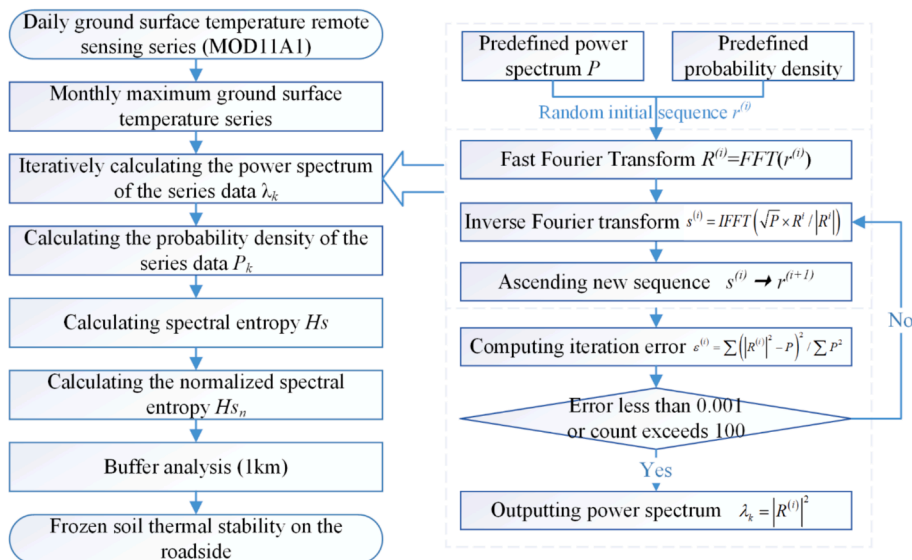 Daily ground surface temperature remote
sensing series (MOD11A1)
Monthly maximum ground surface
temperature series
Iteratively calculating the power spectrum
of the series data λₖ
Calculating the probability density of the
series data Pₖ
Calculating spectral entropy Hs
Calculating the normalized spectral
entropy Hsₙ
Buffer analysis (1km)
Frozen soil thermal stability on the
roadside
Predefined power
spectrum P
Predefined
probability density
Random initial sequence r⁽ⁱ⁾
Fast Fourier Transform R⁽ⁱ⁾=FFT(r⁽ⁱ⁾)
Inverse Fourier transform s⁽ⁱ⁾ = IFFT(√P × Rⁱ / |Rⁱ|)
Ascending new sequence s⁽ⁱ⁾ → r⁽ⁱ⁺¹⁾
Computing iteration error ε⁽ⁱ⁾ = ∑(|R⁽ⁱ⁾|² − P)² / ∑P²
Error less than 0.001
or count exceeds 100
No
Yes
Outputting power spectrum λₖ = |R⁽ⁱ⁾|²